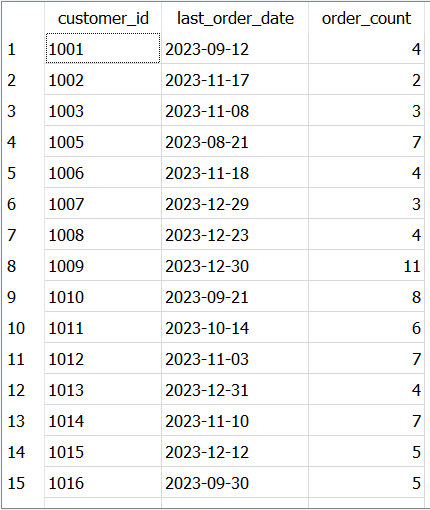 customer_id last_order_date order_count
1 1001 2023-09-12 4
2 1002 2023-11-17 2
3 1003 2023-11-08 3
4 1005 2023-08-21 7
5 1006 2023-11-18 4
6 1007 2023-12-29 3
7 1008 2023-12-23 4
8 1009 2023-12-30 11
9 1010 2023-09-21 8
10 1011 2023-10-14 6
11 1012 2023-11-03 7
12 1013 2023-12-31 4
13 1014 2023-11-10 7
14 1015 2023-12-12 5
15 1016 2023-09-30 5